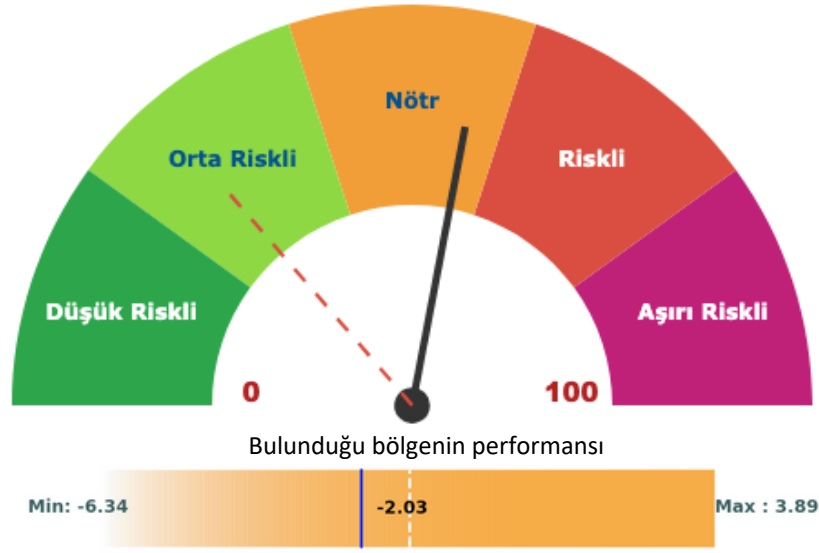 Nötr
Orta Riskli
Riskli
Düşük Riskli
Aşırı Riskli
0
100
Bulunduğu bölgenin performansı
Min: -6.34
-2.03
Max : 3.89